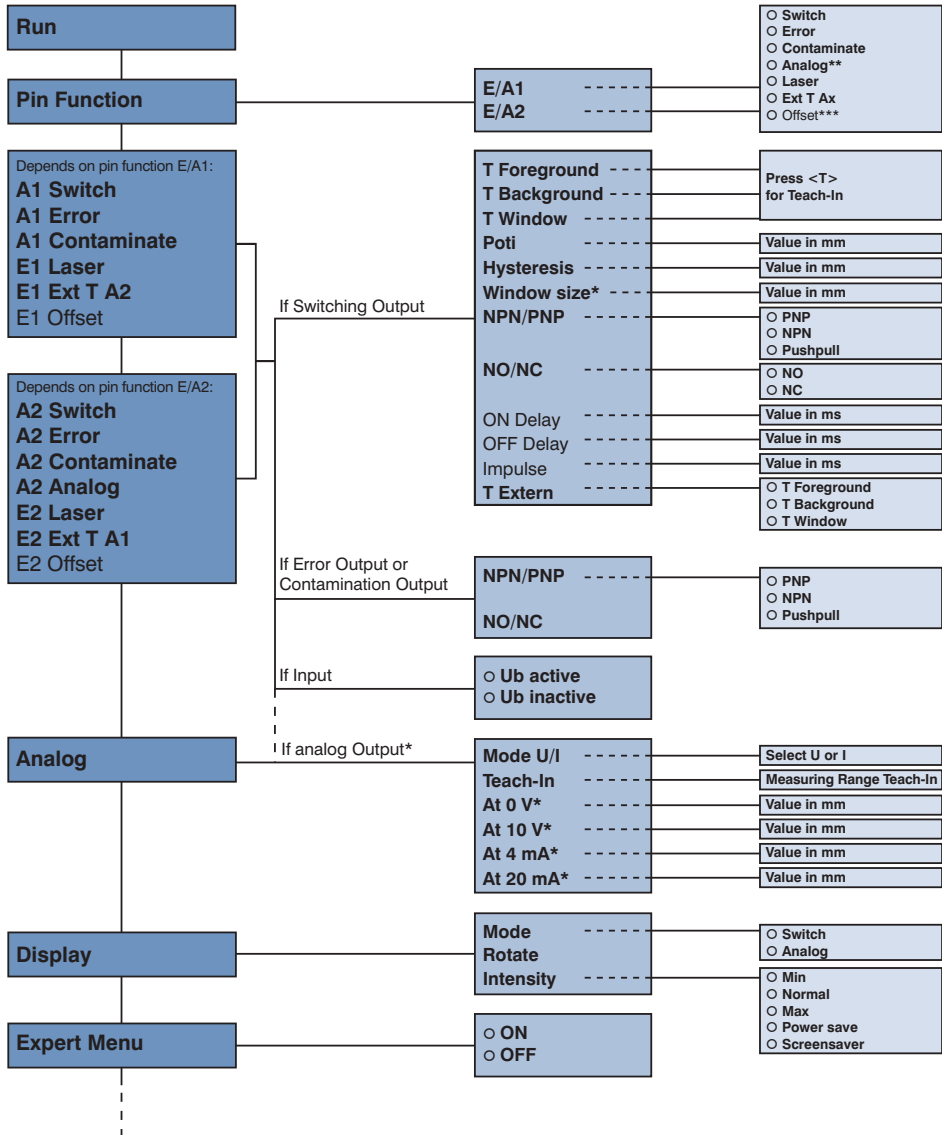 Run
Pin Function
E/A1
E/A2
○ Switch
○ Error
○ Contaminate
○ Analog**
○ Laser
○ Ext T Ax
○ Offset***
Depends on pin function E/A1:
A1 Switch
A1 Error
A1 Contaminate
E1 Laser
E1 Ext T A2
E1 Offset
Depends on pin function E/A2:
A2 Switch
A2 Error
A2 Contaminate
A2 Analog
E2 Laser
E2 Ext T A1
E2 Offset
If Switching Output
T Foreground
T Background
T Window
Poti
Hysteresis
Window size*
NPN/PNP
NO/NC
ON Delay
OFF Delay
Impulse
T Extern
Press <T>
for Teach-In
Value in mm
Value in mm
Value in mm
○ PNP
○ NPN
○ Pushpull
○ NO
○ NC
Value in ms
Value in ms
Value in ms
○ T Foreground
○ T Background
○ T Window
If Error Output or
Contamination Output
NPN/PNP
NO/NC
○ PNP
○ NPN
○ Pushpull
If Input
○ Ub active
○ Ub inactive
Analog
If analog Output*
Mode U/I
Teach-In
At 0 V*
At 10 V*
At 4 mA*
At 20 mA*
Select U or I
Measuring Range Teach-In
Value in mm
Value in mm
Value in mm
Value in mm
Display
Mode
Rotate
Intensity
○ Switch
○ Analog
○ Min
○ Normal
○ Max
○ Power save
○ Screensaver
Expert Menu
○ ON
○ OFF